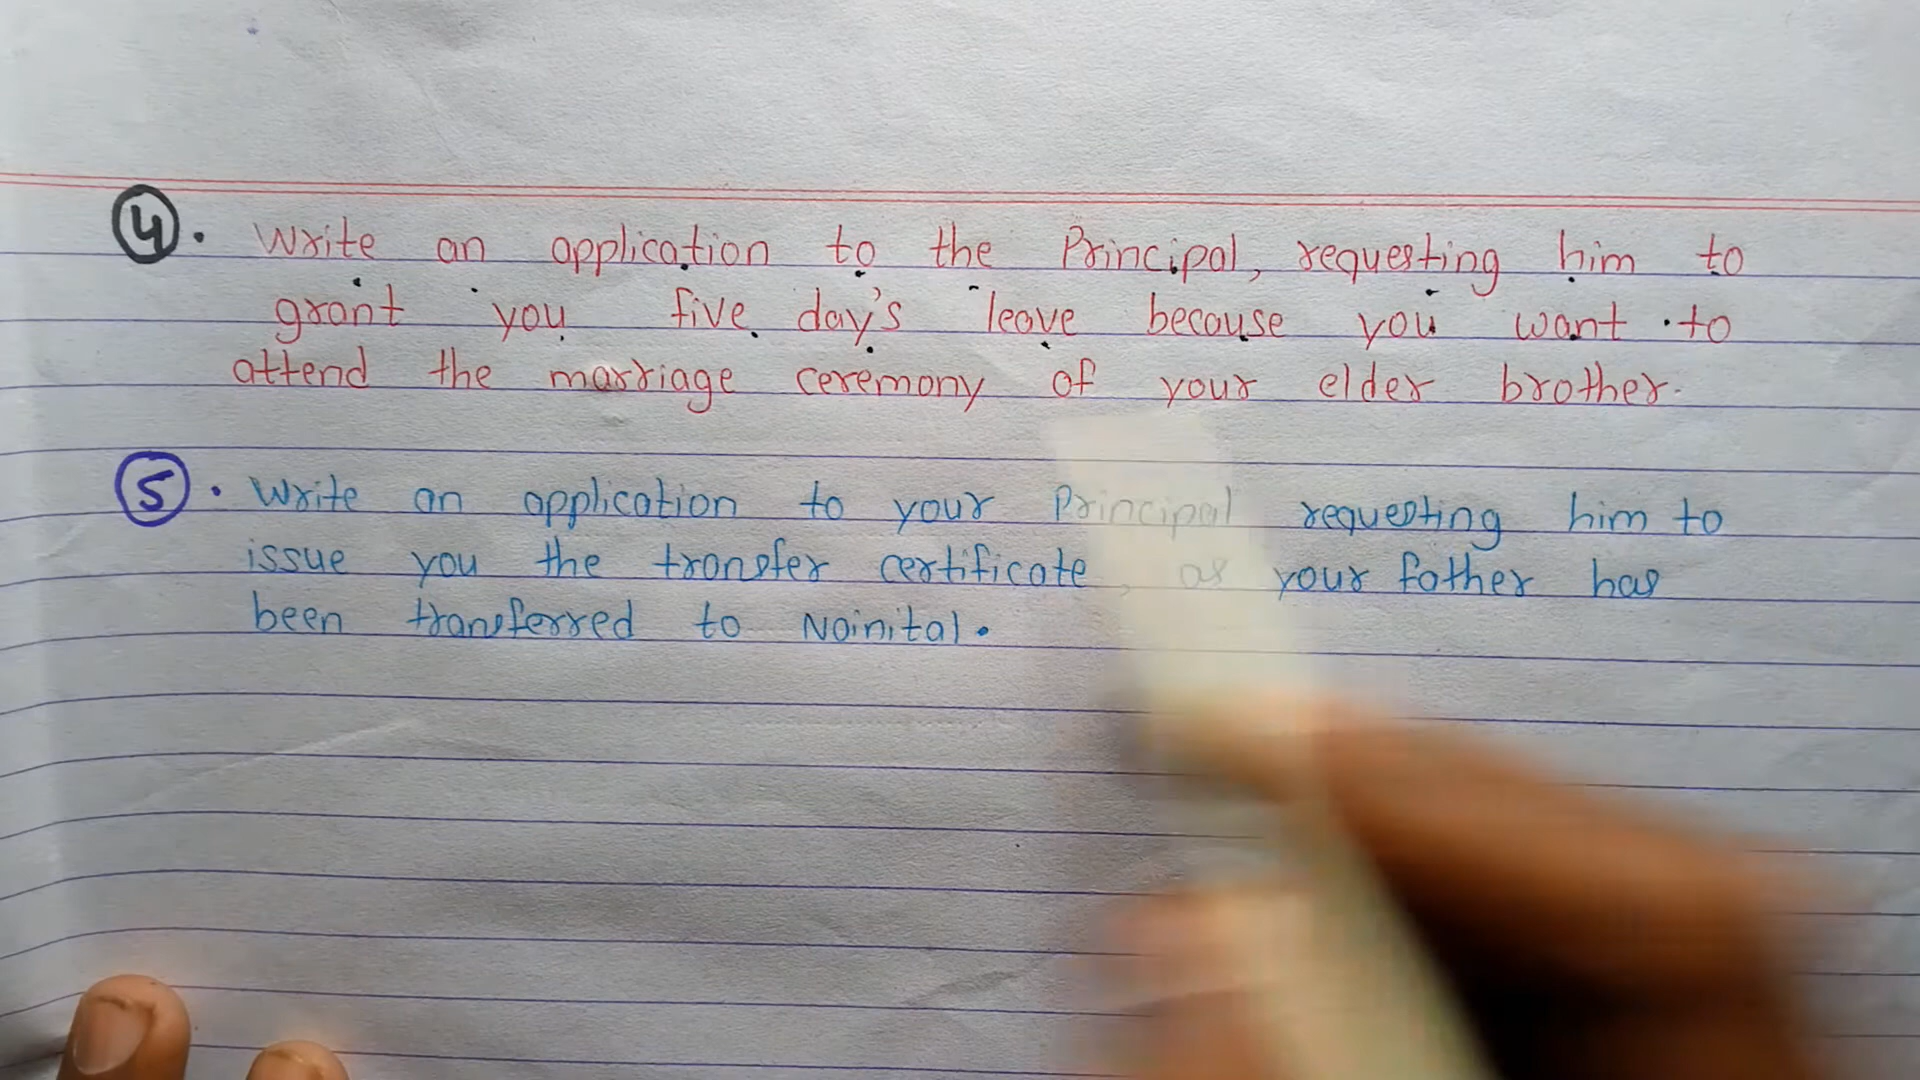 4. Write an application to the Principal, requesting him to
grant you five day's leave because you want to
attend the marriage ceremony of your elder brother.
5. Write an application to your Principal requesting him to
issue you the transfer certificate, as your father has
been transferred to Nainital.